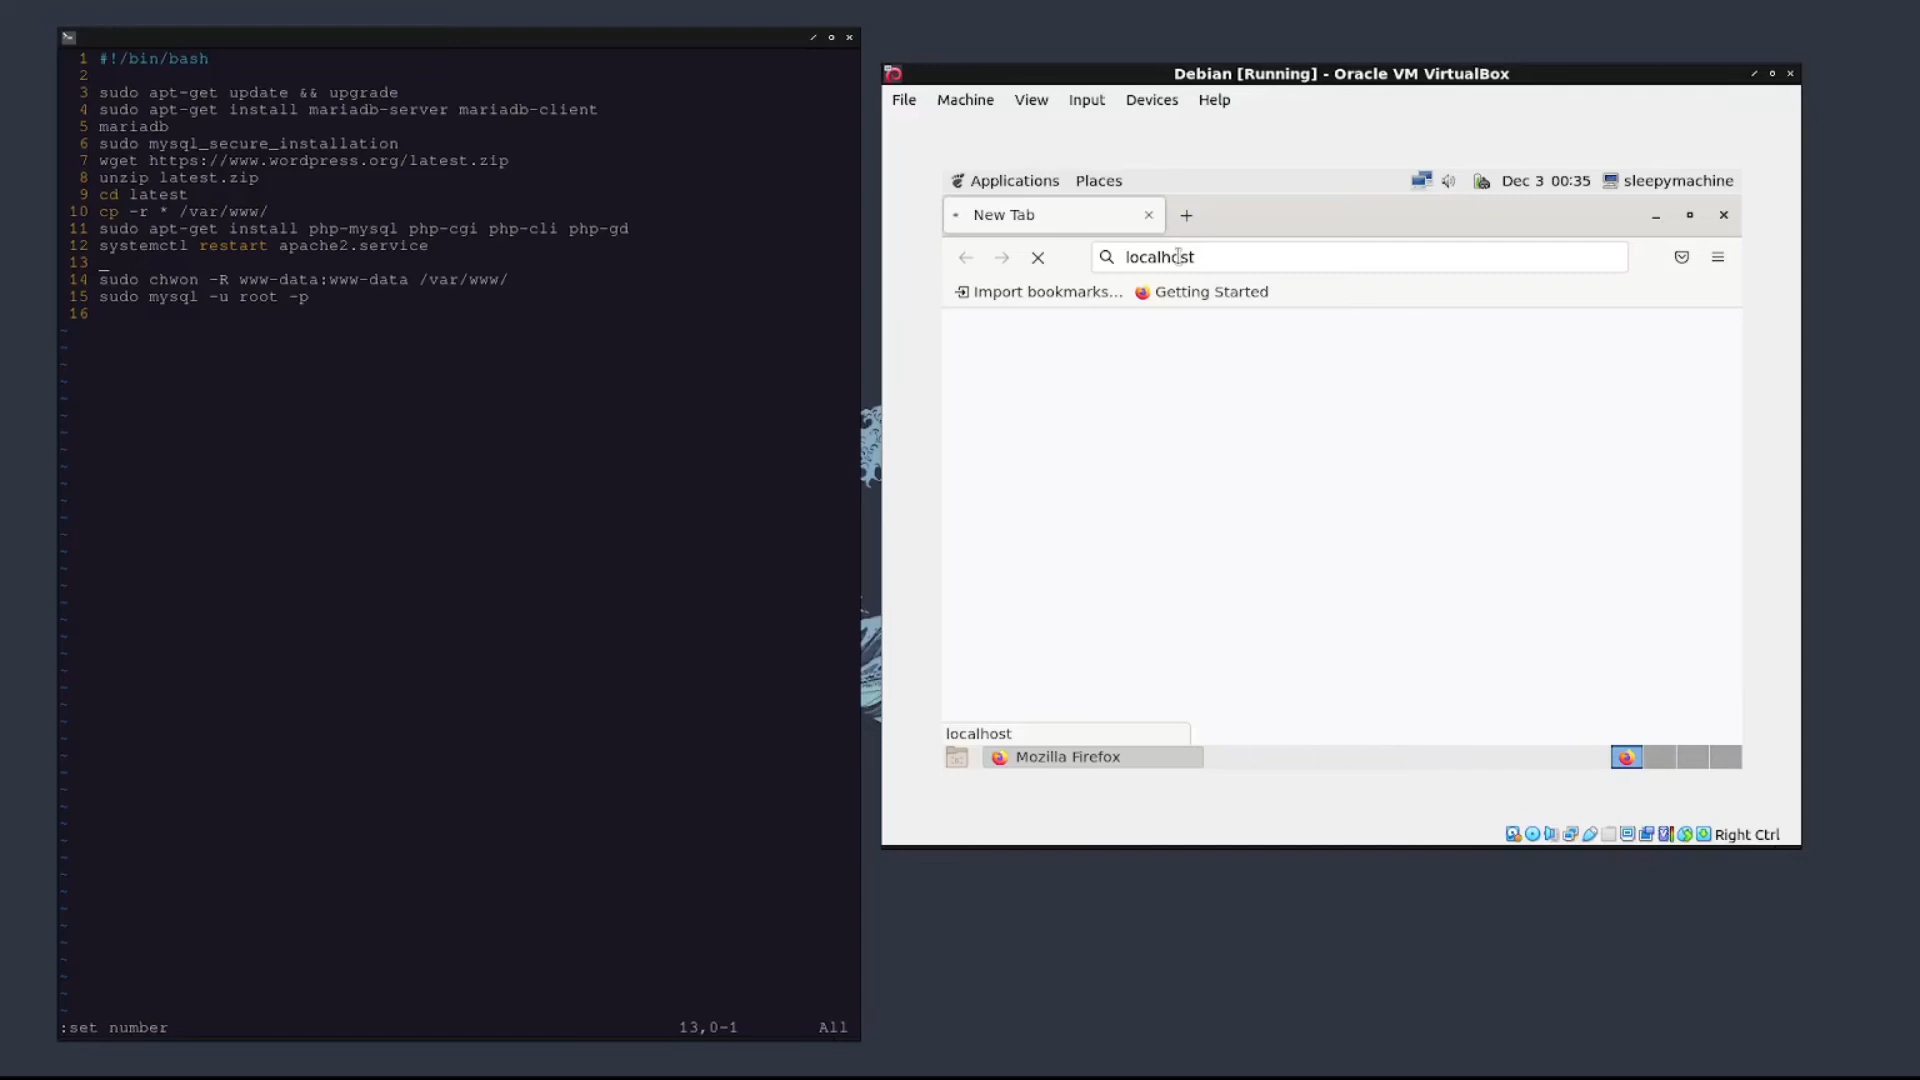 1 #!/bin/bash
2
3 sudo apt-get update && upgrade
4 sudo apt-get install mariadb-server mariadb-client
5 mariadb
6 sudo mysql_secure_installation
7 wget https://www.wordpress.org/latest.zip
8 unzip latest.zip
9 cd latest
10 cp -r * /var/www/
11 sudo apt-get install php-mysql php-cgi php-cli php-gd
12 systemctl restart apache2.service
13 _
14 sudo chwon -R www-data:www-data /var/www/
15 sudo mysql -u root -p
16
:set number 13,0-1 All
Debian [Running] - Oracle VM VirtualBox
File Machine View Input Devices Help
Applications Places Dec 3 00:35 sleepymachine
New Tab
localhost
Import bookmarks... Getting Started
localhost
Mozilla Firefox
Right Ctrl